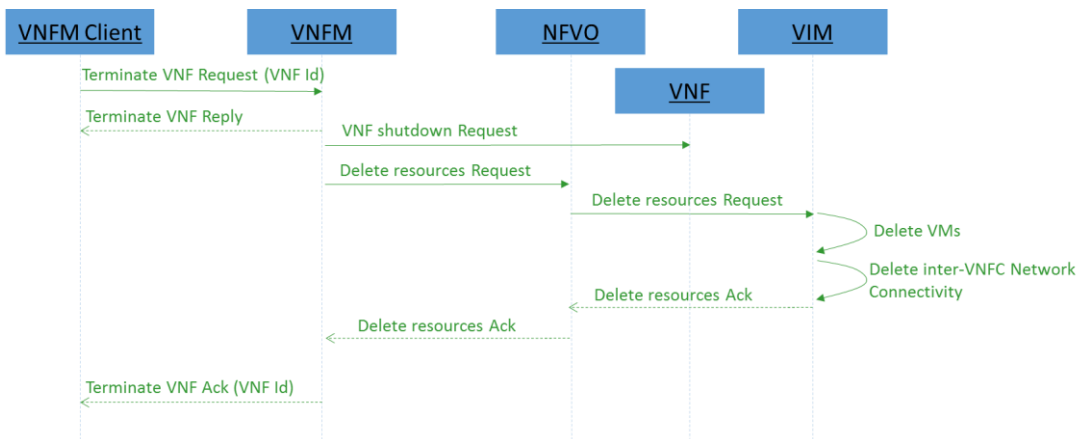 VNFM Client
VNFM
NFVO
VIM
Terminate VNF Request (VNF Id)
VNF
Terminate VNF Reply
VNF shutdown Request
Delete resources Request
Delete resources Request
Delete VMs
Delete inter-VNFC Network
Connectivity
Delete resources Ack
Delete resources Ack
Terminate VNF Ack (VNF Id)